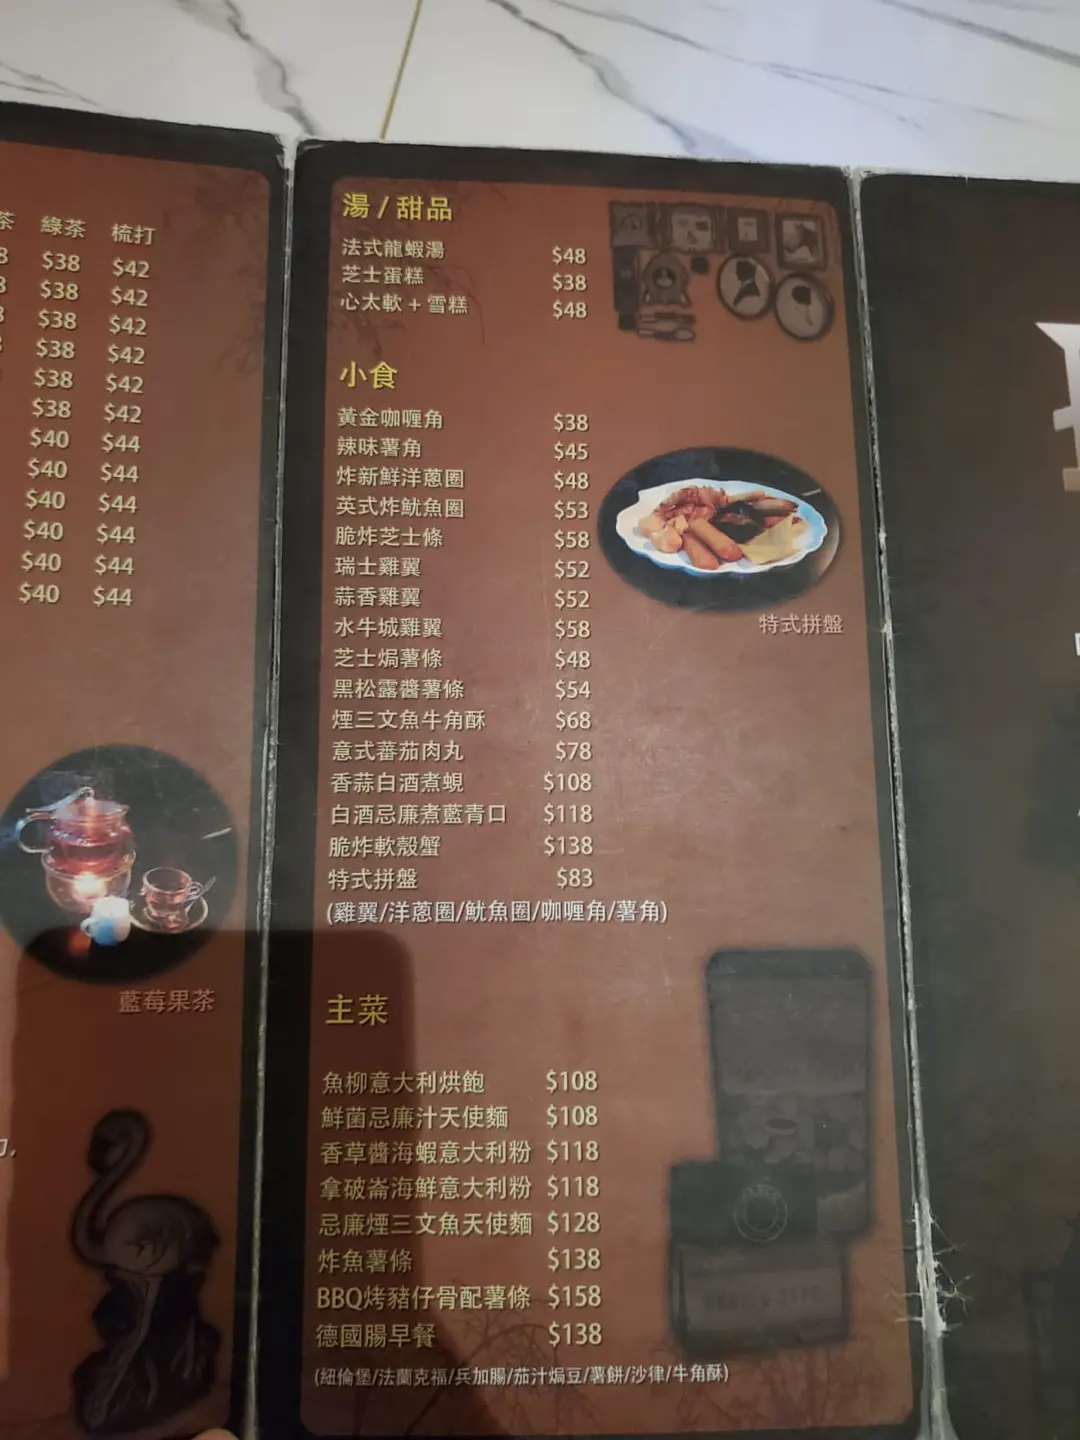 茶 綠茶 梳打
8 $38 $42
8 $38 $42
$38 $42
$38 $42
$38 $42
$38 $42
$40 $44
$40 $44
$40 $44
$40 $44
$40 $44
$40 $44
藍莓果茶
湯 / 甜品
法式龍蝦湯 $48
芝士蛋糕 $38
心太軟 + 雪糕 $48
小食
黃金咖喱角 $38
辣味薯角 $45
炸新鮮洋蔥圈 $48
英式炸魷魚圈 $53
脆炸芝士條 $58
瑞士雞翼 $52
蒜香雞翼 $52
水牛城雞翼 $58
芝士焗薯條 $48
黑松露醬薯條 $54
煙三文魚牛角酥 $68
意式蕃茄肉丸 $78
香蒜白酒煮蜆 $108
白酒忌廉煮藍青口 $118
脆炸軟殼蟹 $138
特式拼盤 $83
(雞翼/洋蔥圈/魷魚圈/咖喱角/薯角)
特式拼盤
主菜
魚柳意大利烘飽 $108
鮮菌忌廉汁天使麵 $108
香草醬海蝦意大利粉 $118
拿破崙海鮮意大利粉 $118
忌廉煙三文魚天使麵 $128
炸魚薯條 $138
BBQ烤豬仔骨配薯條 $158
德國腸早餐 $138
(紐倫堡/法蘭克福/兵加腸/茄汁焗豆/薯餅/沙律/牛角酥)